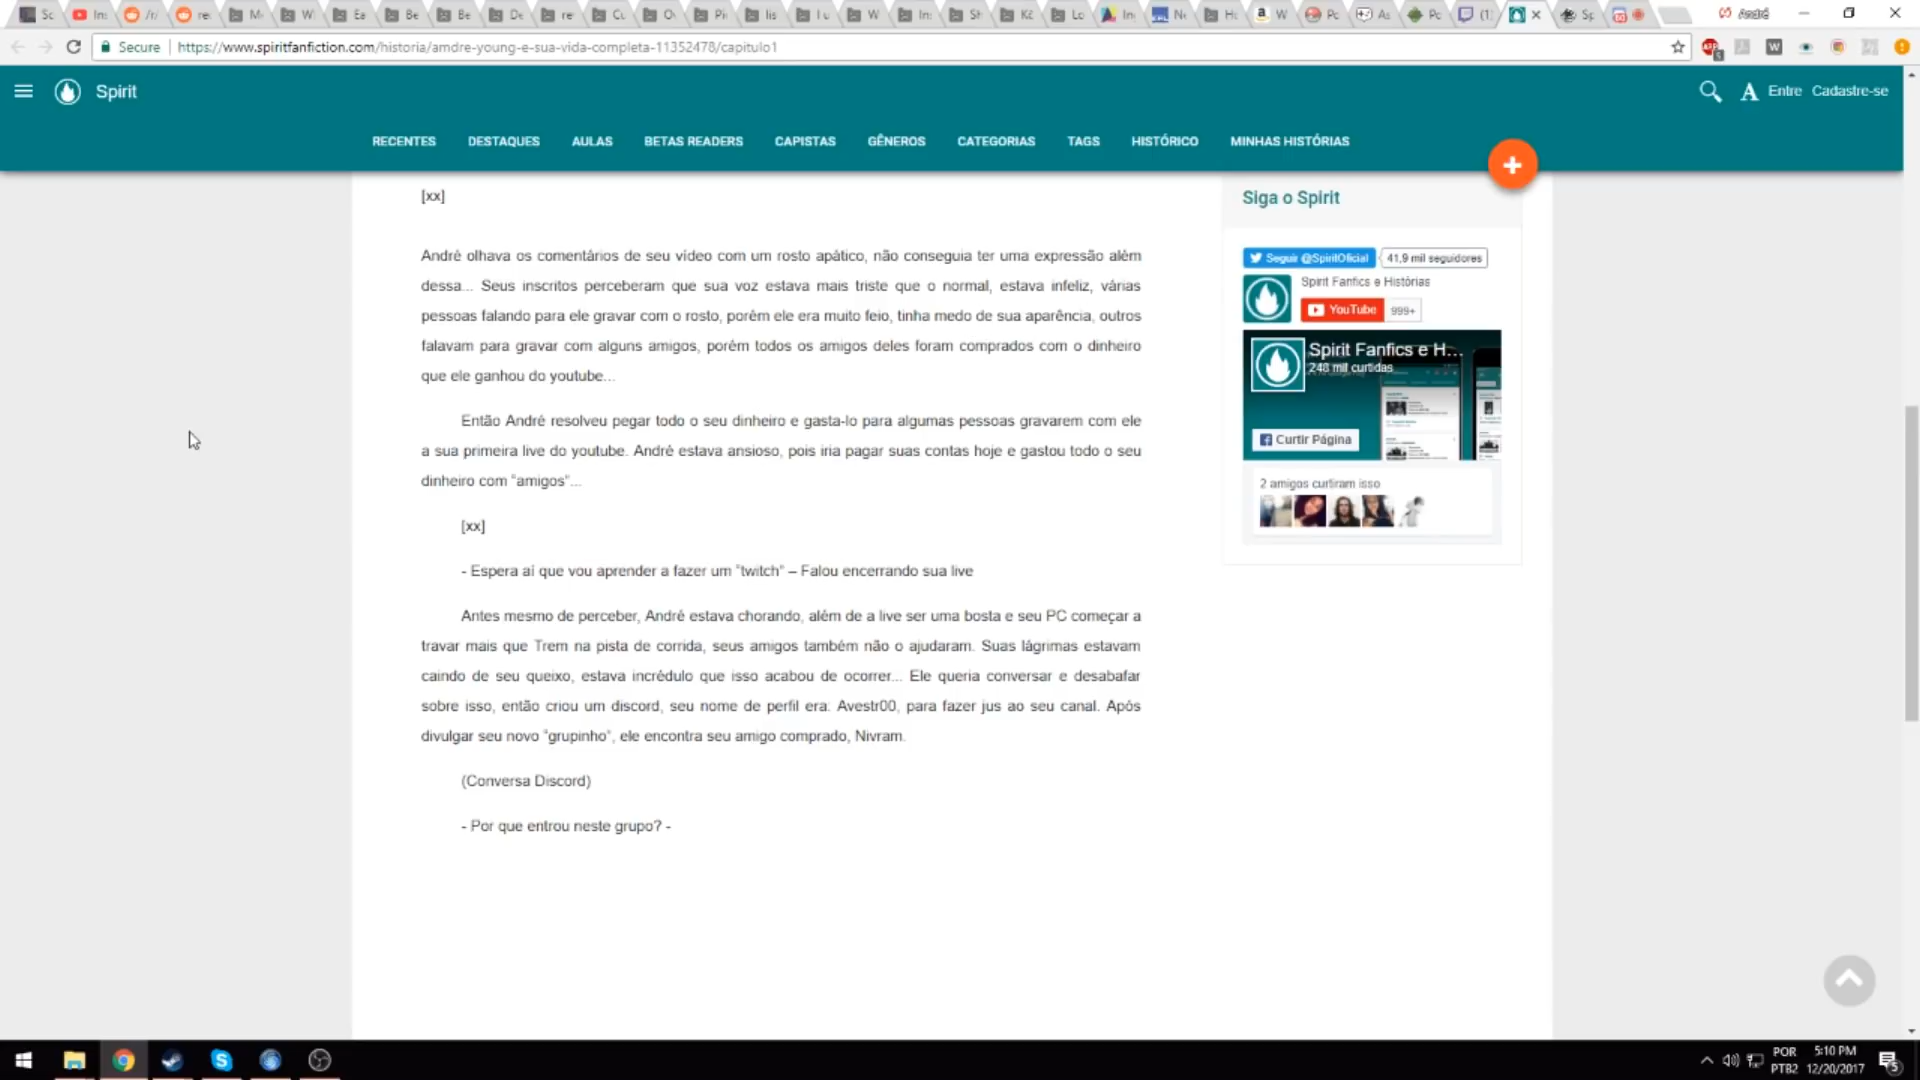 Secure https://www.spiritfanfiction.com/historia/amdre-young-e-sua-vida-completa-11352478/capitulo1
André
Spirit
Entre Cadastre-se
RECENTES DESTAQUES AULAS BETAS READERS CAPISTAS GÊNEROS CATEGORIAS TAGS HISTÓRICO MINHAS HISTÓRIAS
[xx]
André olhava os comentários de seu vídeo com um rosto apático, não conseguia ter uma expressão além
dessa... Seus inscritos perceberam que sua voz estava mais triste que o normal, estava infeliz, várias
pessoas falando para ele gravar com o rosto, porém ele era muito feio, tinha medo de sua aparência, outros
falavam para gravar com alguns amigos, porém todos os amigos deles foram comprados com o dinheiro
que ele ganhou do youtube...
Então André resolveu pegar todo o seu dinheiro e gasta-lo para algumas pessoas gravarem com ele
a sua primeira live do youtube. André estava ansioso, pois iria pagar suas contas hoje e gastou todo o seu
dinheiro com “amigos”...
[xx]
- Espera aí que vou aprender a fazer um “twitch” – Falou encerrando sua live
Antes mesmo de perceber, André estava chorando, além de a live ser uma bosta e seu PC começar a
travar mais que Trem na pista de corrida, seus amigos também não o ajudaram. Suas lágrimas estavam
caindo de seu queixo, estava incrédulo que isso acabou de ocorrer... Ele queria conversar e desabafar
sobre isso, então criou um discord, seu nome de perfil era: Avestr00, para fazer jus ao seu canal. Após
divulgar seu novo “grupinho”, ele encontra seu amigo comprado, Nivram.
(Conversa Discord)
- Por que entrou neste grupo? -
Siga o Spirit
Seguir @SpiritOficial 41,9 mil seguidores
Spirit Fanfics e Histórias
YouTube 999+
Spirit Fanfics e H...
248 mil curtidas
Curtir Página
2 amigos curtiram isso
POR
PTB2
5:10 PM
12/20/2017
5